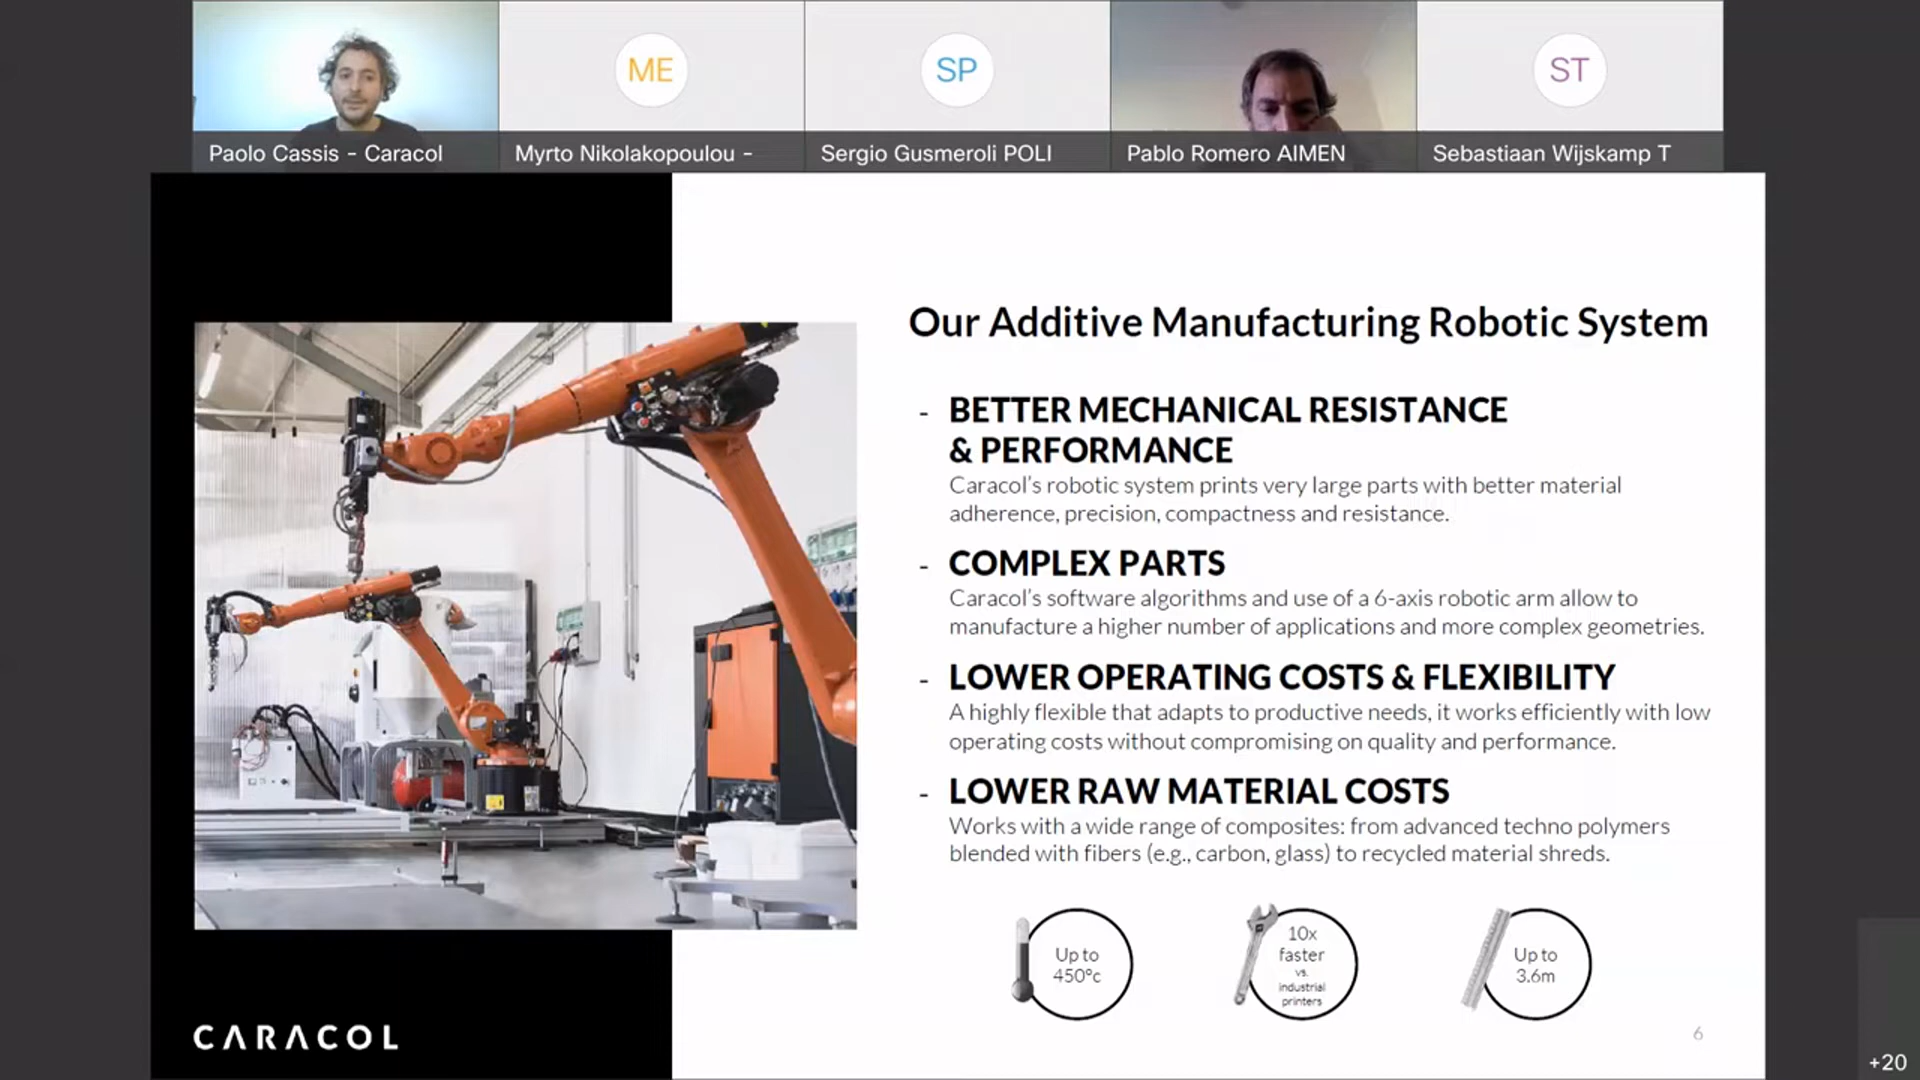 ME
SP
ST
Paolo Cassis - Caracol
Myrto Nikolakopoulou -
Sergio Gusmeroli POLI
Pablo Romero AIMEN
Sebastiaan Wijskamp T
Our Additive Manufacturing Robotic System
- BETTER MECHANICAL RESISTANCE
& PERFORMANCE
Caracol's robotic system prints very large parts with better material
adherence, precision, compactness and resistance.
- COMPLEX PARTS
Caracol's software algorithms and use of a 6-axis robotic arm allow to
manufacture a higher number of applications and more complex geometries.
- LOWER OPERATING COSTS & FLEXIBILITY
A highly flexible that adapts to productive needs, it works efficiently with low
operating costs without compromising on quality and performance.
- LOWER RAW MATERIAL COSTS
Works with a wide range of composites: from advanced techno polymers
blended with fibers (e.g., carbon, glass) to recycled material shreds.
Up to
450°c
10x
faster
vs.
industrial
printers
Up to
3.6m
CARACOL
6
+20